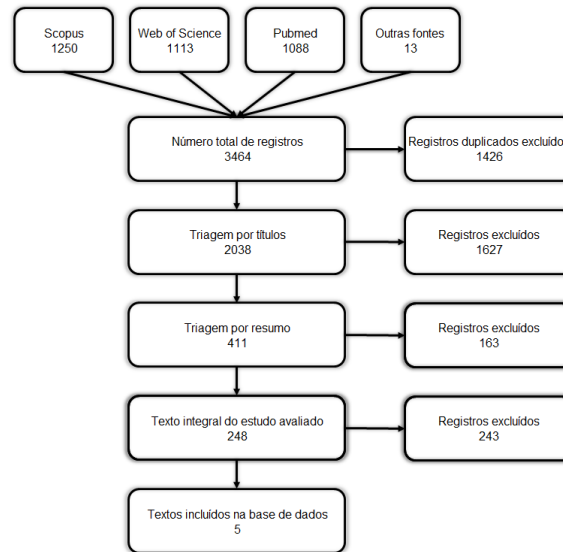 Scopus
1250
Web of Science
1113
Pubmed
1088
Outras fontes
13
Número total de registros
3464
Registros duplicados excluído
1426
Triagem por títulos
2038
Registros excluídos
1627
Triagem por resumo
411
Registros excluídos
163
Texto integral do estudo avaliado
248
Registros excluídos
243
Textos incluídos na base de dados
5